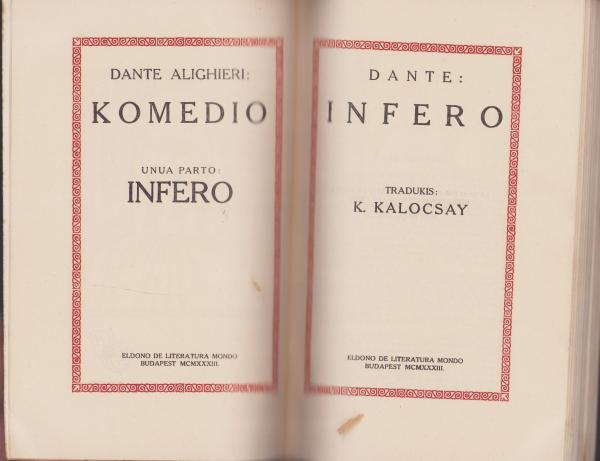 DANTE ALIGHIERI:
KOMEDIO
UNUA PARTO:
INFERO
ELDONO DE LITERATURA MONDO
BUDAPEST MCMXXXIII.
DANTE:
INFERO
TRADUKIS:
K. KALOCSAY
ELDONO DE LITERATURA MONDO
BUDAPEST MCMXXXIII.